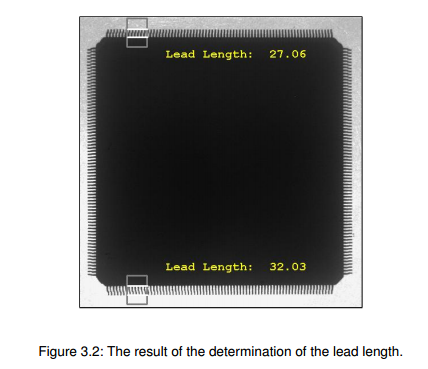 Lead Length: 27.06
Lead Length: 32.03
Figure 3.2: The result of the determination of the lead length.